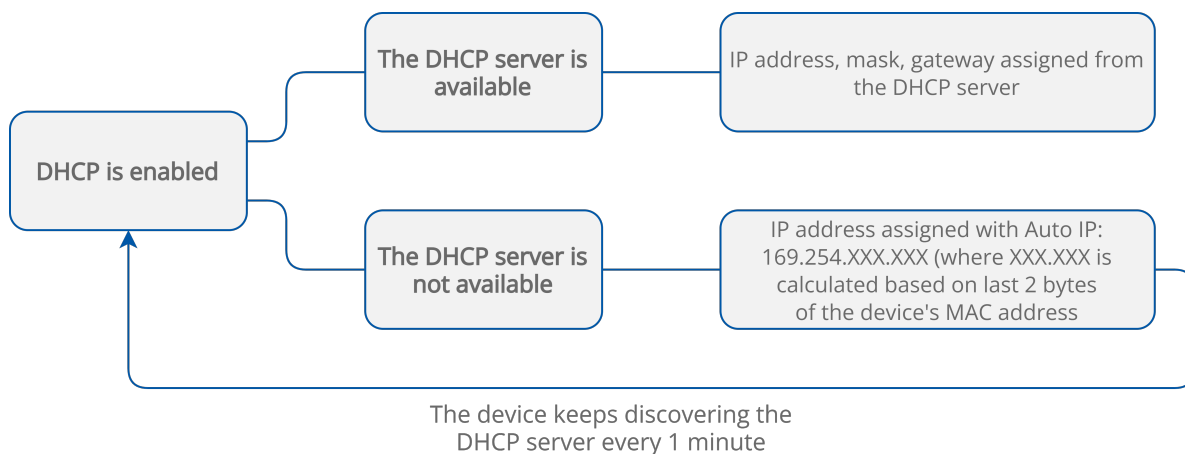 The DHCP server is
available
IP address, mask, gateway assigned from
the DHCP server
DHCP is enabled
The DHCP server is
not available
IP address assigned with Auto IP:
169.254.XXX.XXX (where XXX.XXX is
calculated based on last 2 bytes
of the device's MAC address
The device keeps discovering the
DHCP server every 1 minute